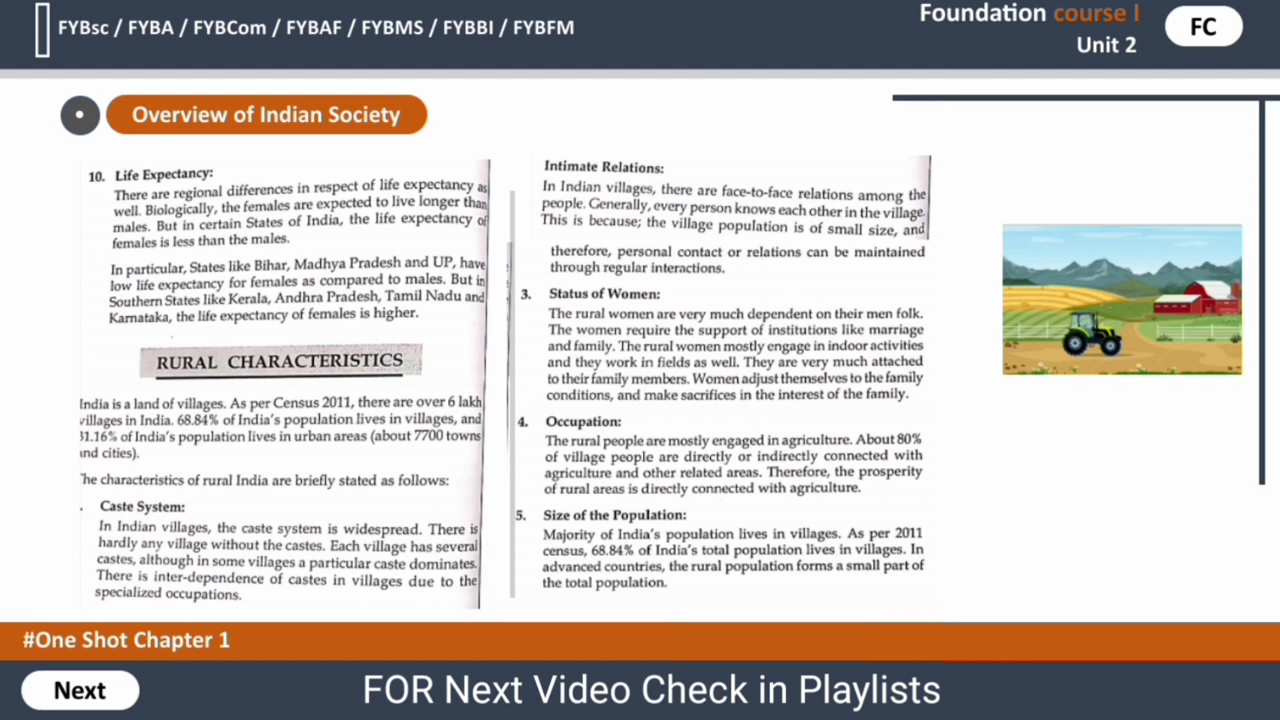 FYBsc / FYBA / FYBCom / FYBAF / FYBMS / FYBBI / FYBFM
Foundation course I
Unit 2
FC
Overview of Indian Society
10. Life Expectancy:
There are regional differences in respect of life expectancy as
well. Biologically, the females are expected to live longer than
males. But in certain States of India, the life expectancy of
females is less than the males.
In particular, States like Bihar, Madhya Pradesh and UP, have
low life expectancy for females as compared to males. But in
Southern States like Kerala, Andhra Pradesh, Tamil Nadu and
Karnataka, the life expectancy of females is higher.
RURAL CHARACTERISTICS
India is a land of villages. As per Census 2011, there are over 6 lakh
villages in India. 68.84% of India's population lives in villages, and
31.16% of India's population lives in urban areas (about 7700 towns
and cities).
The characteristics of rural India are briefly stated as follows:
. Caste System:
In Indian villages, the caste system is widespread. There is
hardly any village without the castes. Each village has several
castes, although in some villages a particular caste dominates.
There is inter-dependence of castes in villages due to the
specialized occupations.
Intimate Relations:
In Indian villages, there are face-to-face relations among the
people. Generally, every person knows each other in the village.
This is because; the village population is of small size, and
therefore, personal contact or relations can be maintained
through regular interactions.
3. Status of Women:
The rural women are very much dependent on their men folk.
The women require the support of institutions like marriage
and family. The rural women mostly engage in indoor activities
and they work in fields as well. They are very much attached
to their family members. Women adjust themselves to the family
conditions, and make sacrifices in the interest of the family.
4. Occupation:
The rural people are mostly engaged in agriculture. About 80%
of village people are directly or indirectly connected with
agriculture and other related areas. Therefore, the prosperity
of rural areas is directly connected with agriculture.
5. Size of the Population:
Majority of India's population lives in villages. As per 2011
census, 68.84% of India's total population lives in villages. In
advanced countries, the rural population forms a small part of
the total population.
#One Shot Chapter 1
Next
FOR Next Video Check in Playlists